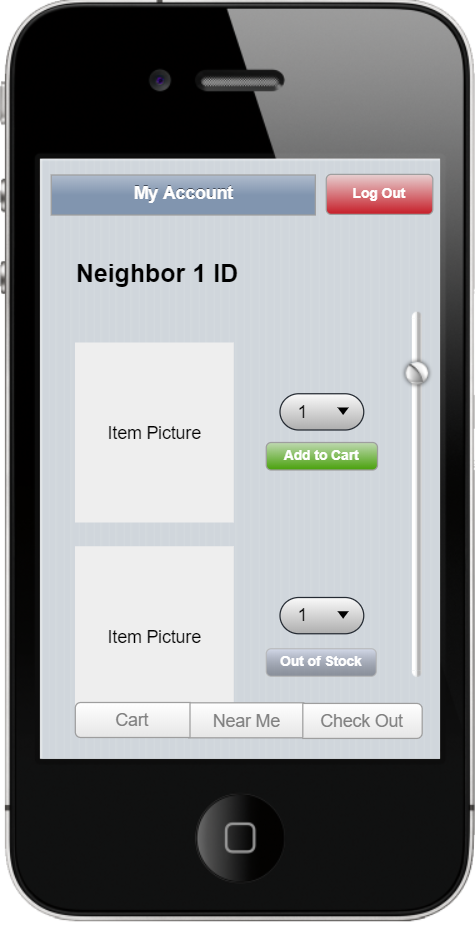 My Account
Log Out
Neighbor 1 ID
Item Picture
1
Add to Cart
Item Picture
1
Out of Stock
Cart
Near Me
Check Out